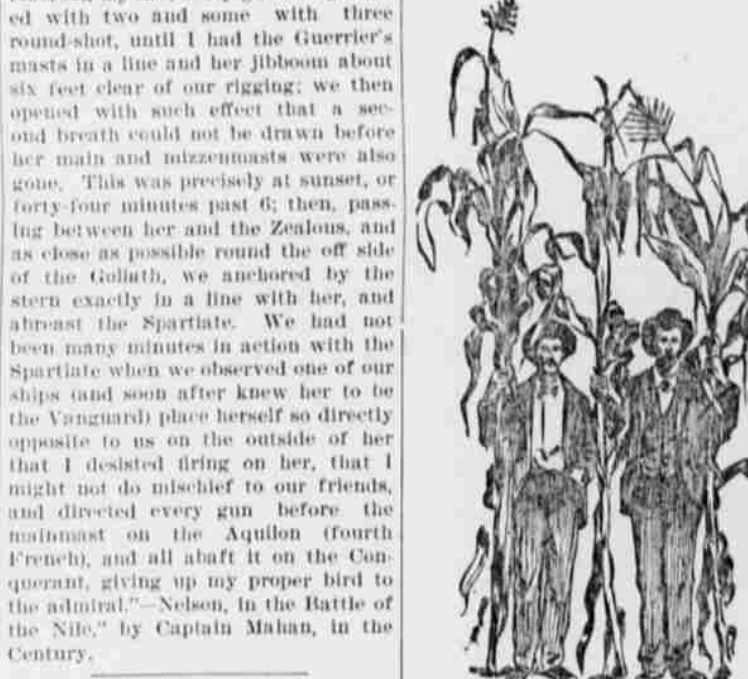 ed with two and some with three
round-shot, until I had the Guerrier's
masts in a line and her jibboom about
six feet clear of our rigging; we then
opened with such effect that a sec-
ond breath could not be drawn before
her main and mizzenmasts were also
gone. This was precisely at sunset, or
forty-four minutes past 6; then, pass-
ing between her and the Zealous, and
as close as possible round the off side
of the Goliath, we anchored by the
stern exactly in a line with her, and
abreast the Spartiate. We had not
been many minutes in action with the
Spartiate when we observed one of our
ships (and soon after knew her to be
the Vanguard) place herself so directly
opposite to us on the outside of her
that I desisted firing on her, that I
might not do mischief to our friends,
and directed every gun before the
mainmast on the Aquilon (fourth
French), and all abaft it on the Con-
querant, giving up my proper bird to
the admiral."—Nelson, in the Battle of
the Nile," by Captain Mahan, in the
Century.